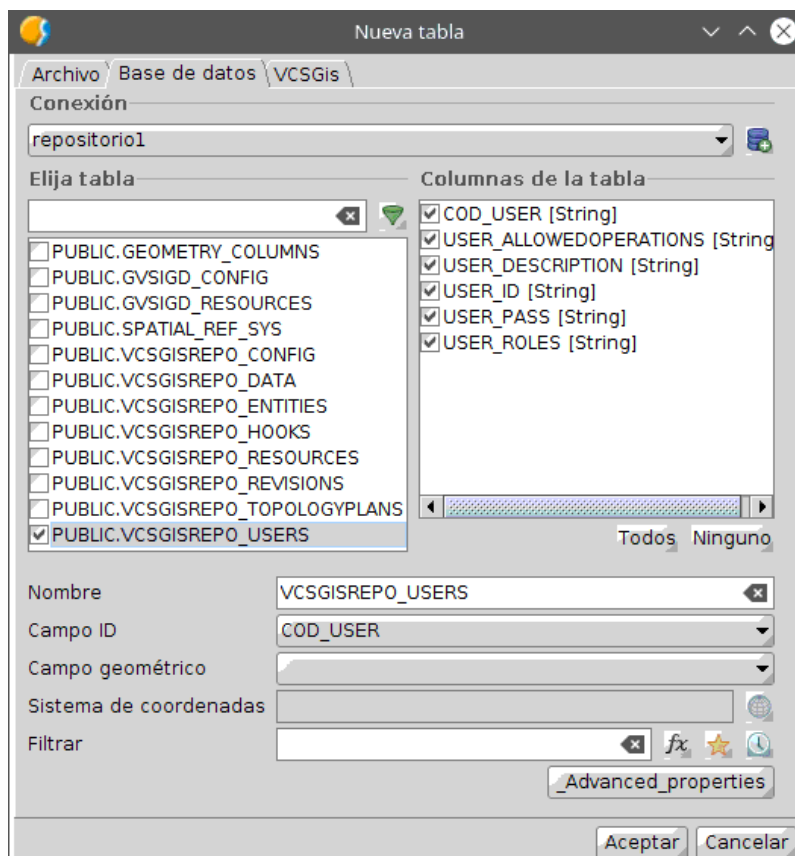 Nueva tabla
Archivo Base de datos VCSGis
Conexión
repositorio1
Elija tabla
PUBLIC.GEOMETRY_COLUMNS
PUBLIC.GVSIGD_CONFIG
PUBLIC.GVSIGD_RESOURCES
PUBLIC.SPATIAL_REF_SYS
PUBLIC.VCSGISREPO_CONFIG
PUBLIC.VCSGISREPO_DATA
PUBLIC.VCSGISREPO_ENTITIES
PUBLIC.VCSGISREPO_HOOKS
PUBLIC.VCSGISREPO_RESOURCES
PUBLIC.VCSGISREPO_REVISIONS
PUBLIC.VCSGISREPO_TOPOLOGYPLANS
PUBLIC.VCSGISREPO_USERS
Columnas de la tabla
COD_USER [String]
USER_ALLOWEDOPERATIONS [String
USER_DESCRIPTION [String]
USER_ID [String]
USER_PASS [String]
USER_ROLES [String]
Todos Ninguno
Nombre VCSGISREPO_USERS
Campo ID COD_USER
Campo geométrico
Sistema de coordenadas
Filtrar fx
_Advanced_properties
Aceptar Cancelar